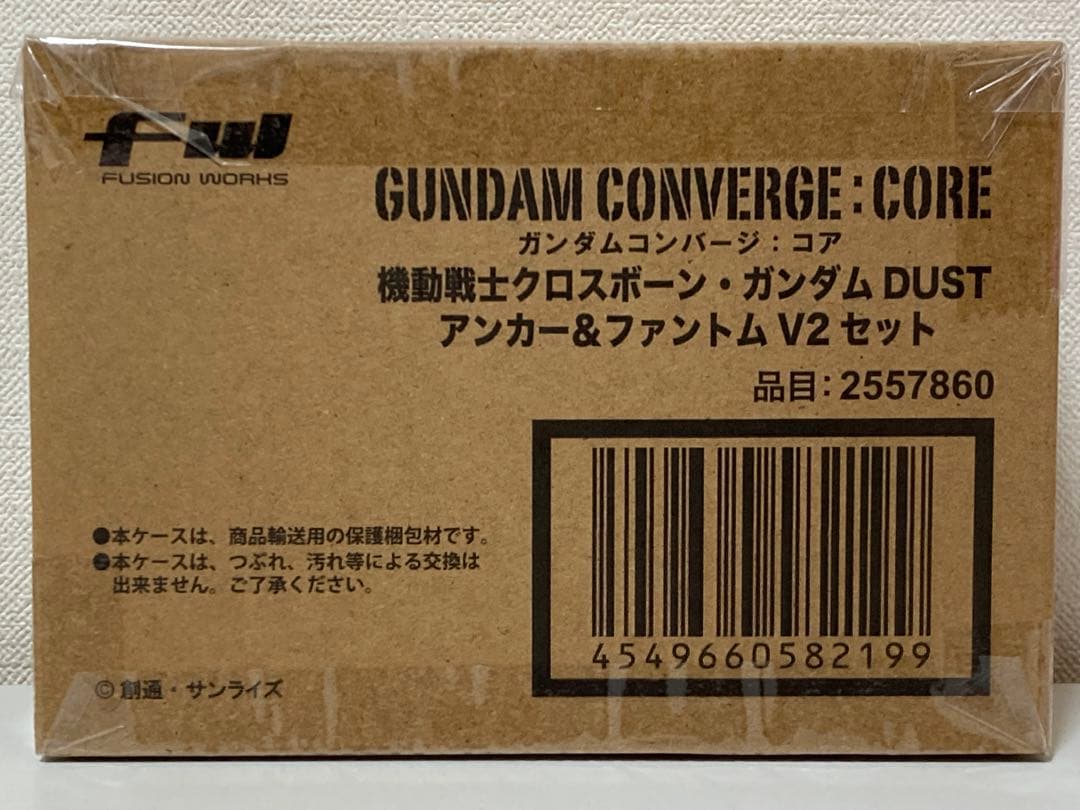 FW
FUSION WORKS
GUNDAM CONVERGE:CORE
ガンダムコンバージ:コア
機動戦士クロスボーン・ガンダム DUST
アンカー&ファントム V2 セット
品目:2557860
●本ケースは、商品輸送用の保護梱包材です。
●本ケースは、つぶれ、汚れ等による交換は
出来ません。ご了承ください。
4549660582199
©創通・サンライズ